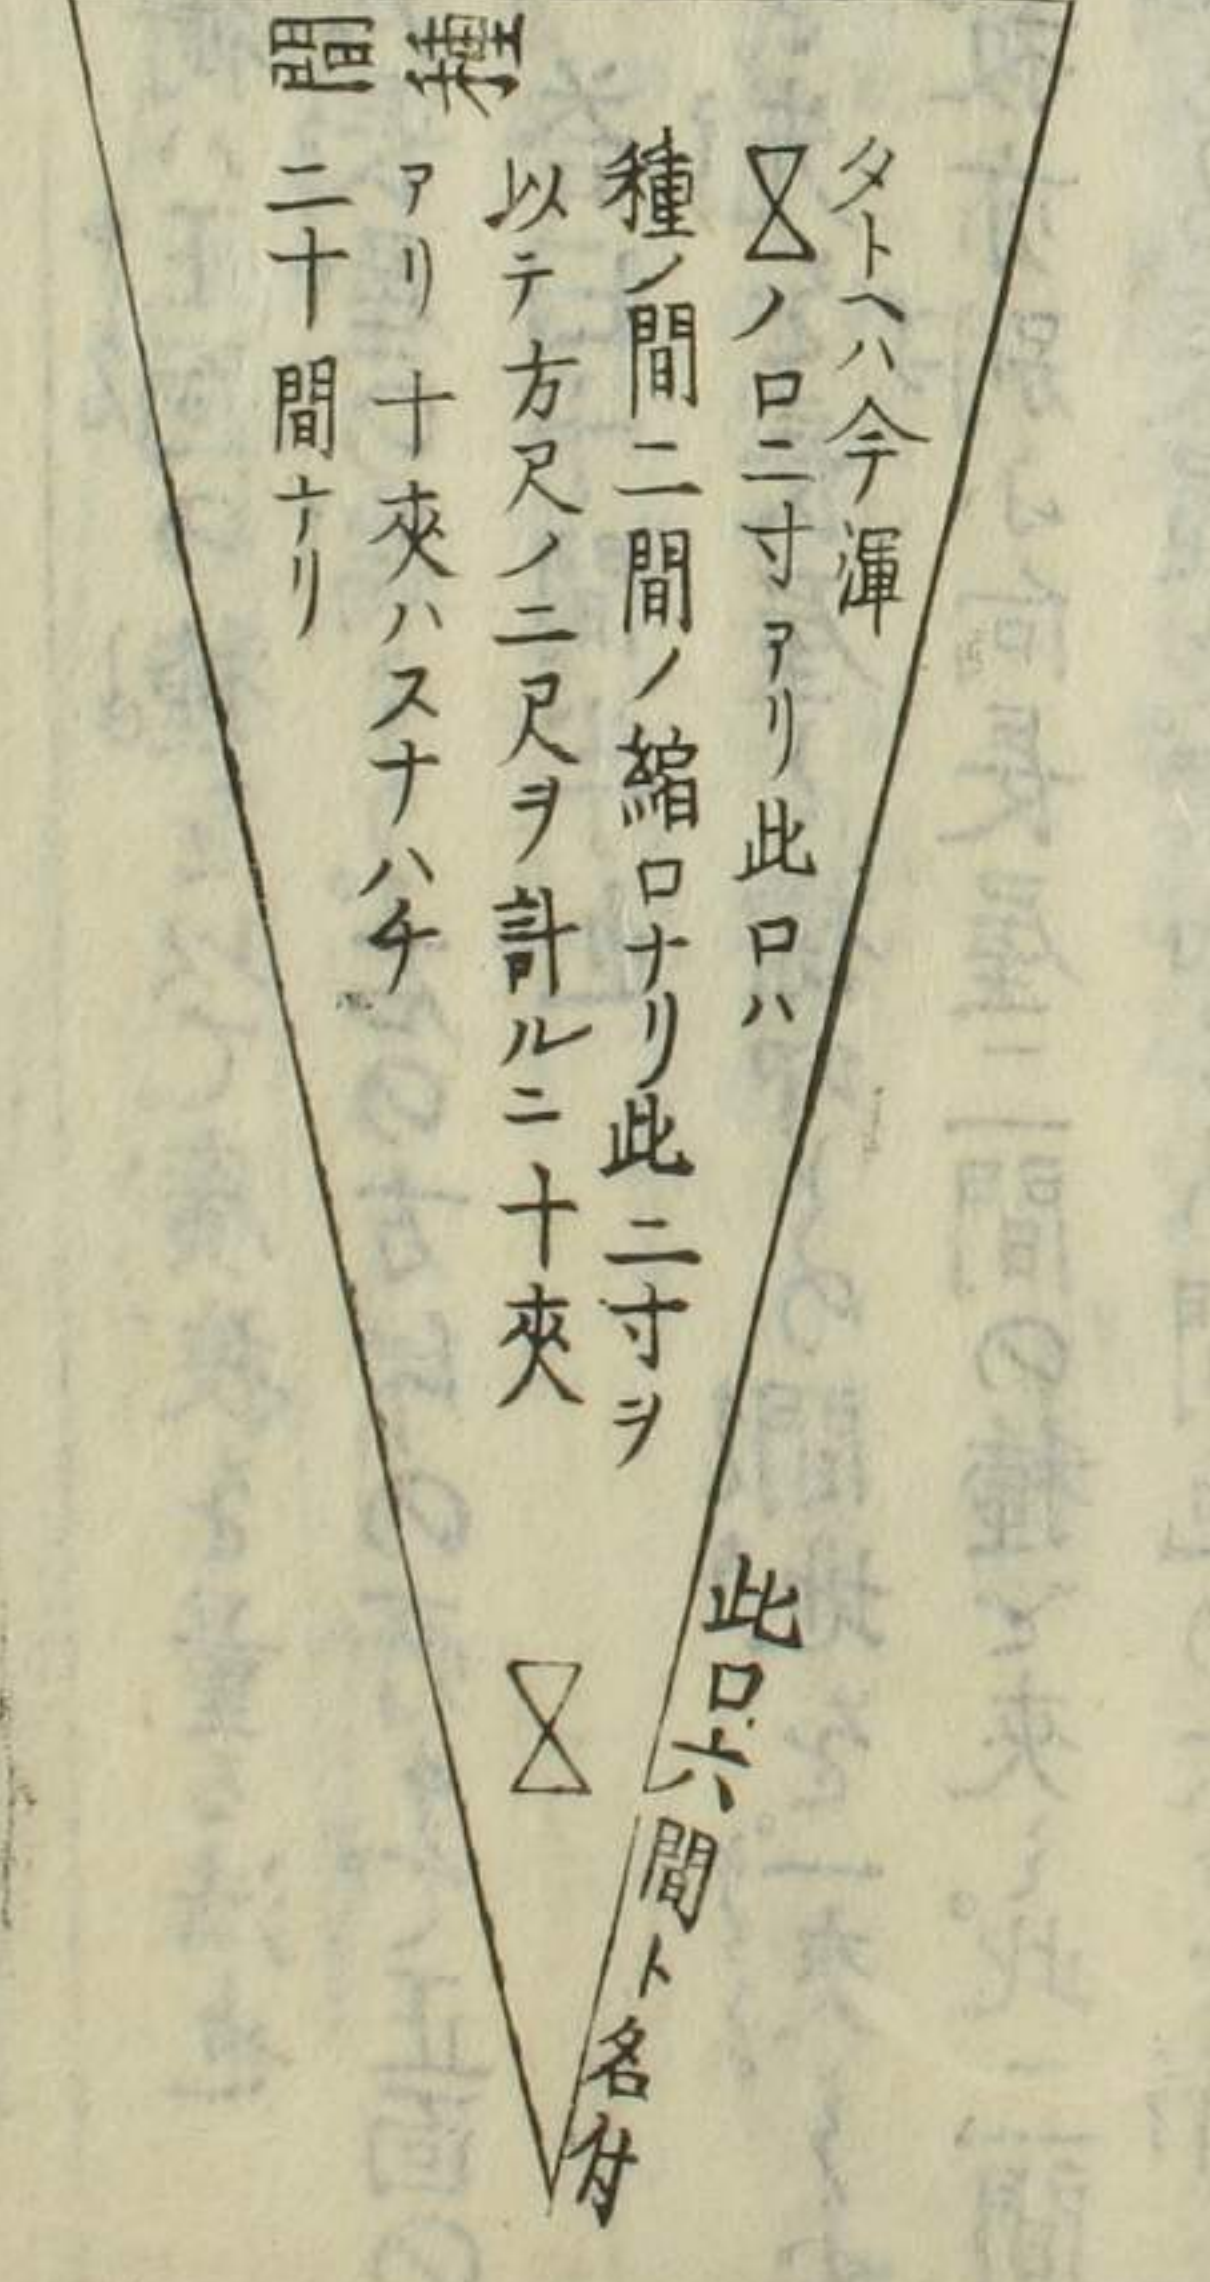 タトヘハ今渾
ノ口ニ寸アリ此口ハ
種ノ間二間ノ縮口ナリ此二寸ヲ
以テ方尺ノ二尺ヲ計ルニ十夾
アリ十夾ハスナハチ
二十間ナリ
種
間
此口六間ト名付